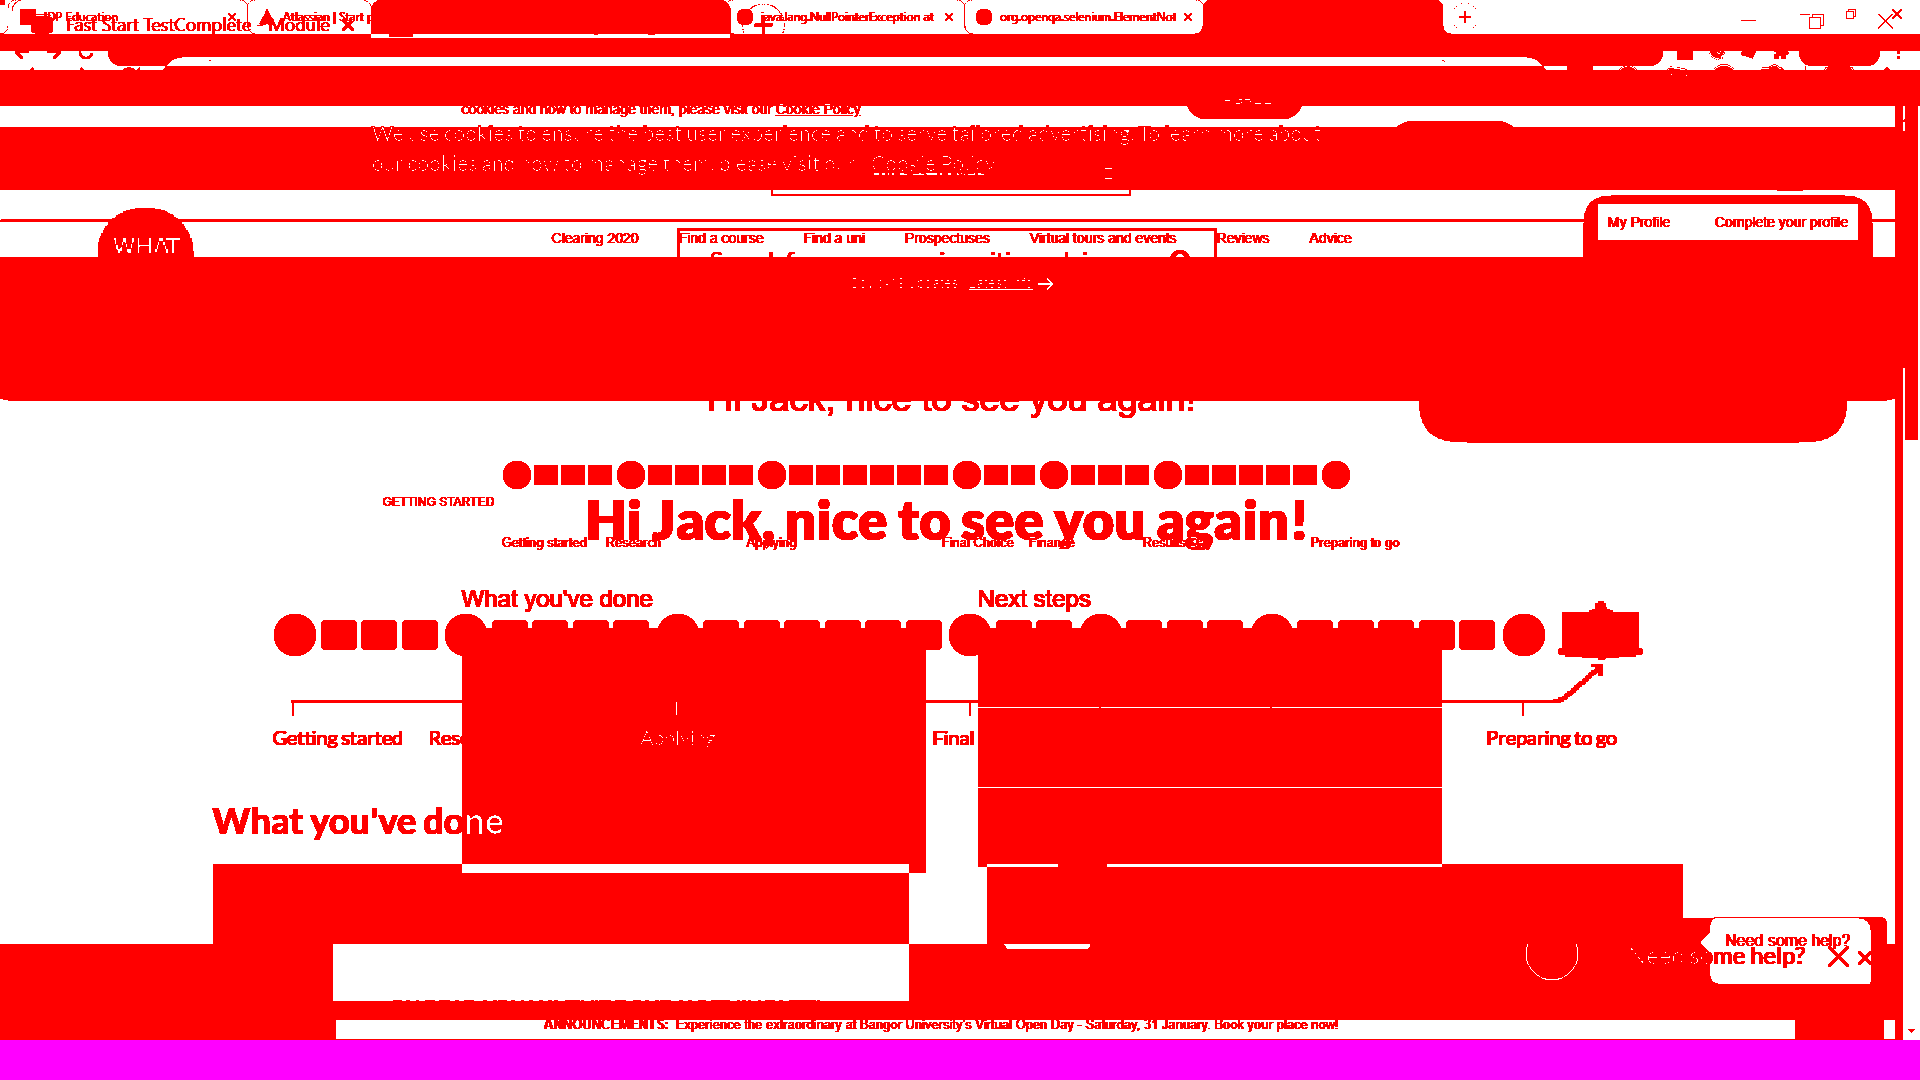 IDP Education
Atlassian | Start p
java.lang.NullPointerException at
org.openqa.selenium.ElementNot
Fast Start TestComplete - Module
cookies and how to manage them, please visit our Cookie Policy
We use cookies to ensure the best user experience and to serve tailored advertising. To learn more about
our cookies and how to manage them please visit our Cookie Policy
My Profile
Complete your profile
Clearing 2020
Find a course
Find a uni
Prospectuses
Virtual tours and events
Reviews
Advice
WHAT
Latest info
Hi Jack, nice to see you again!
GETTING STARTED
Hi Jack, nice to see you again!
Getting started
Research
Applying
Final Choice
Finance
Results
Preparing to go
What you've done
Next steps
Getting started
Applying
Final
Preparing to go
What you've done
Need some help?
Need some help?
ANNOUNCEMENTS: Experience the extraordinary at Bangor University's Virtual Open Day - Saturday, 31 January. Book your place now!